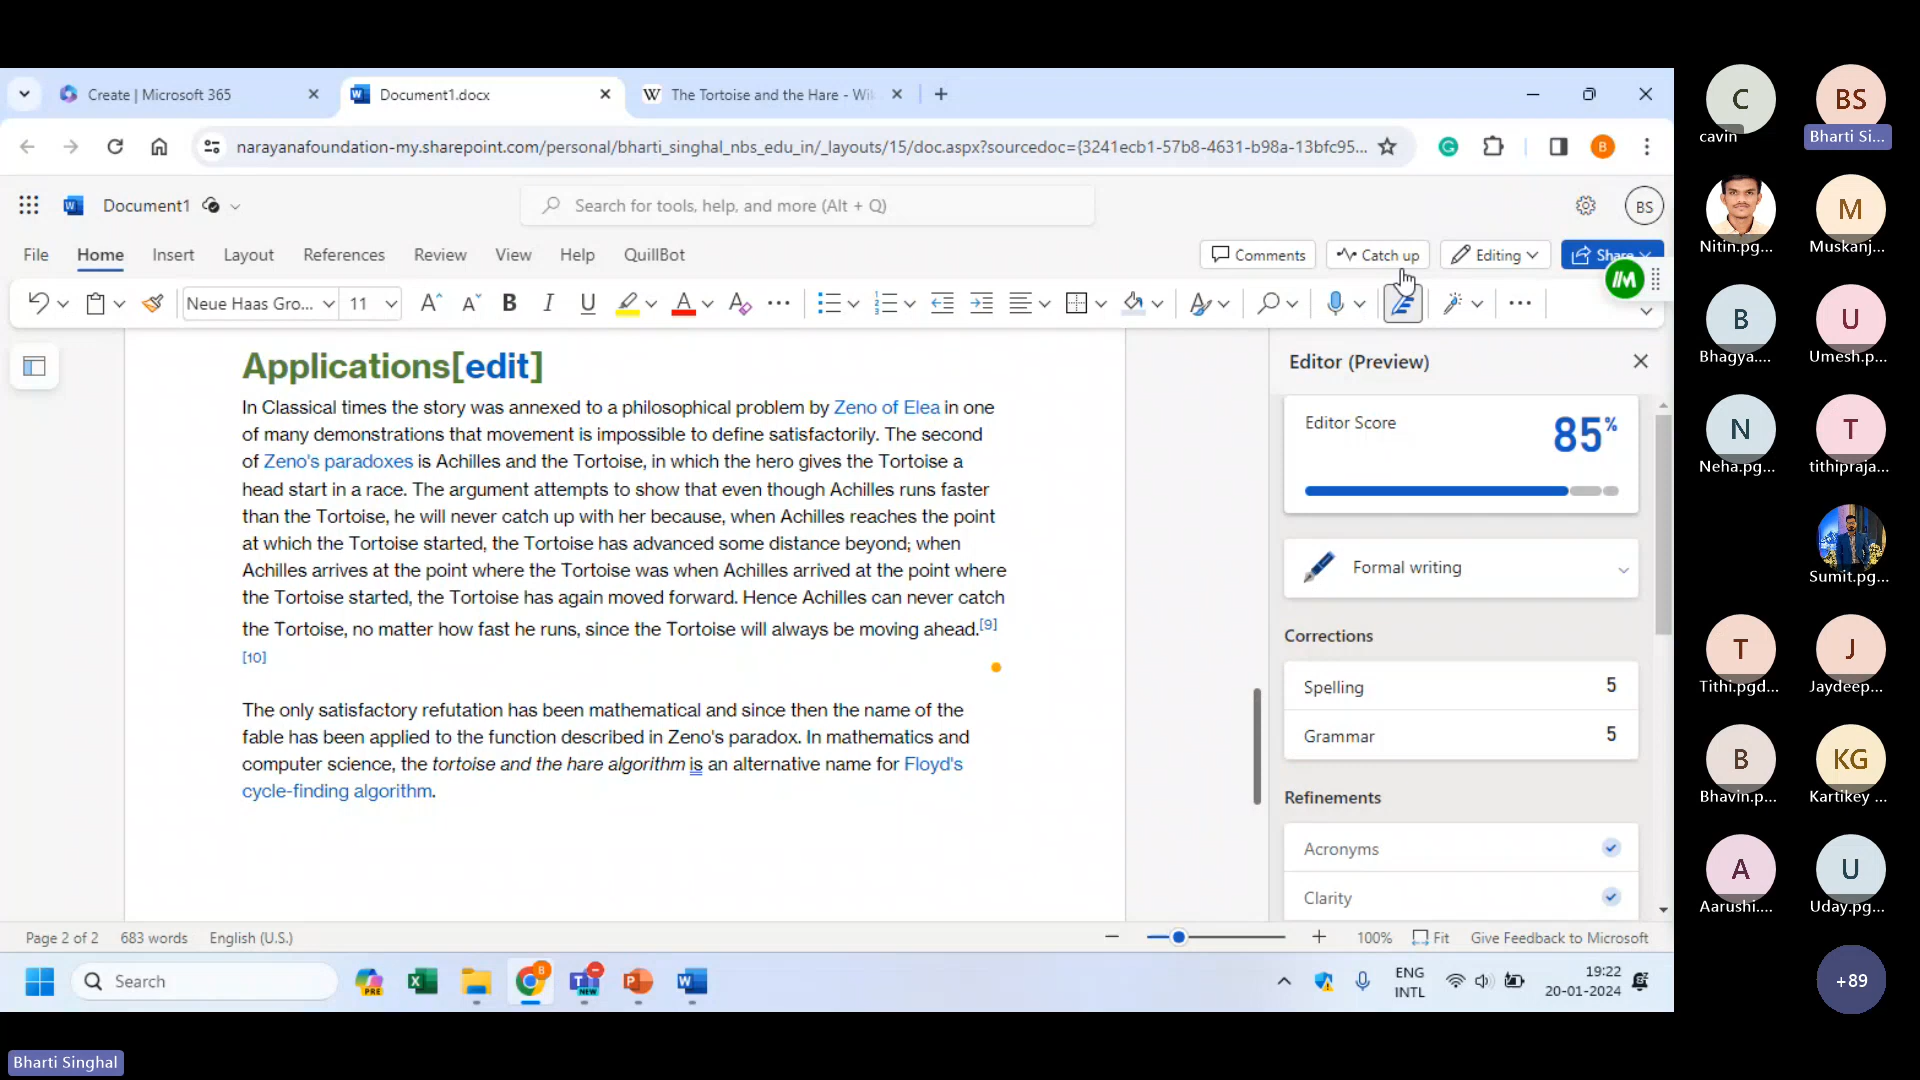 Create | Microsoft 365
Document1.docx
W The Tortoise and the Hare - Wi
narayanafoundation-my.sharepoint.com/personal/bharti_singhal_nbs_edu_in/_layouts/15/doc.aspx?sourcedoc={3241ecb1-57b8-4631-b98a-13bfc95...
B
Document1
Search for tools, help, and more (Alt + Q)
BS
File Home Insert Layout References Review View Help QuillBot
Comments Catch up Editing Share
Neue Haas Gro... 11 A A B I U A A
Applications[edit]
In Classical times the story was annexed to a philosophical problem by Zeno of Elea in one
of many demonstrations that movement is impossible to define satisfactorily. The second
of Zeno's paradoxes is Achilles and the Tortoise, in which the hero gives the Tortoise a
head start in a race. The argument attempts to show that even though Achilles runs faster
than the Tortoise, he will never catch up with her because, when Achilles reaches the point
at which the Tortoise started, the Tortoise has advanced some distance beyond; when
Achilles arrives at the point where the Tortoise was when Achilles arrived at the point where
the Tortoise started, the Tortoise has again moved forward. Hence Achilles can never catch
the Tortoise, no matter how fast he runs, since the Tortoise will always be moving ahead.[9]
[10]
The only satisfactory refutation has been mathematical and since then the name of the
fable has been applied to the function described in Zeno's paradox. In mathematics and
computer science, the tortoise and the hare algorithm is an alternative name for Floyd's
cycle-finding algorithm.
Editor (Preview)
Editor Score
85%
Formal writing
Corrections
Spelling 5
Grammar 5
Refinements
Acronyms
Clarity
Page 2 of 2 683 words English (U.S.)
100% Fit Give Feedback to Microsoft
Search
PRE
B
NEW
ENG
INTL
19:22
20-01-2024
C
cavin
BS
Bharti Si...
Nitin.pg...
M
Muskanj...
B
Bhagya....
U
Umesh.p...
N
Neha.pg...
T
tithipraja...
Sumit.pg...
T
Tithi.pgd...
J
Jaydeep...
B
Bhavin.p...
KG
Kartikey ...
A
Aarushi....
U
Uday.pg...
+89
Bharti Singhal